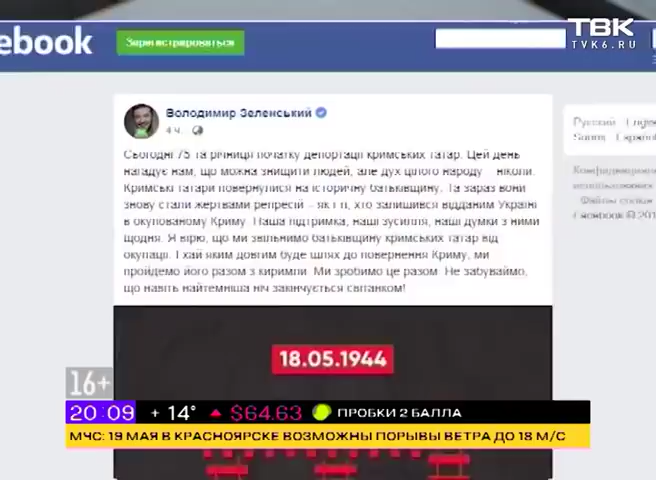 ТВК
TVK6.RU
ebook
Зарегистрироваться
Володимир Зеленський
4 ч.
Русский
Сьогодні 75 та річниця початку депортації кримських татар. Цей день
нагадує нам, що можна знищити людей, але дух цілого народу – ніколи.
Кримські татари повернулися на історичну батьківщину. Та зараз вони
знову стали жертвами репресій – як і ті, хто залишився відданим Україні
в окупованому Криму. Наша підтримка, наші зусилля, наші думки з ними
щодня. Я вірю, що ми звільнимо батьківщину кримських татар від
окупації. І хай яким довгим буде шлях до повернення Криму, ми
пройдемо його разом з киримли. Ми зробимо це разом. Не забуваймо,
що навіть найтемніша ніч закінчується світанком!
18.05.1944
16+
20:09 + 14° $64.63 ПРОБКИ 2 БАЛЛА
МЧС: 19 МАЯ В КРАСНОЯРСКЕ ВОЗМОЖНЫ ПОРЫВЫ ВЕТРА ДО 18 М/С